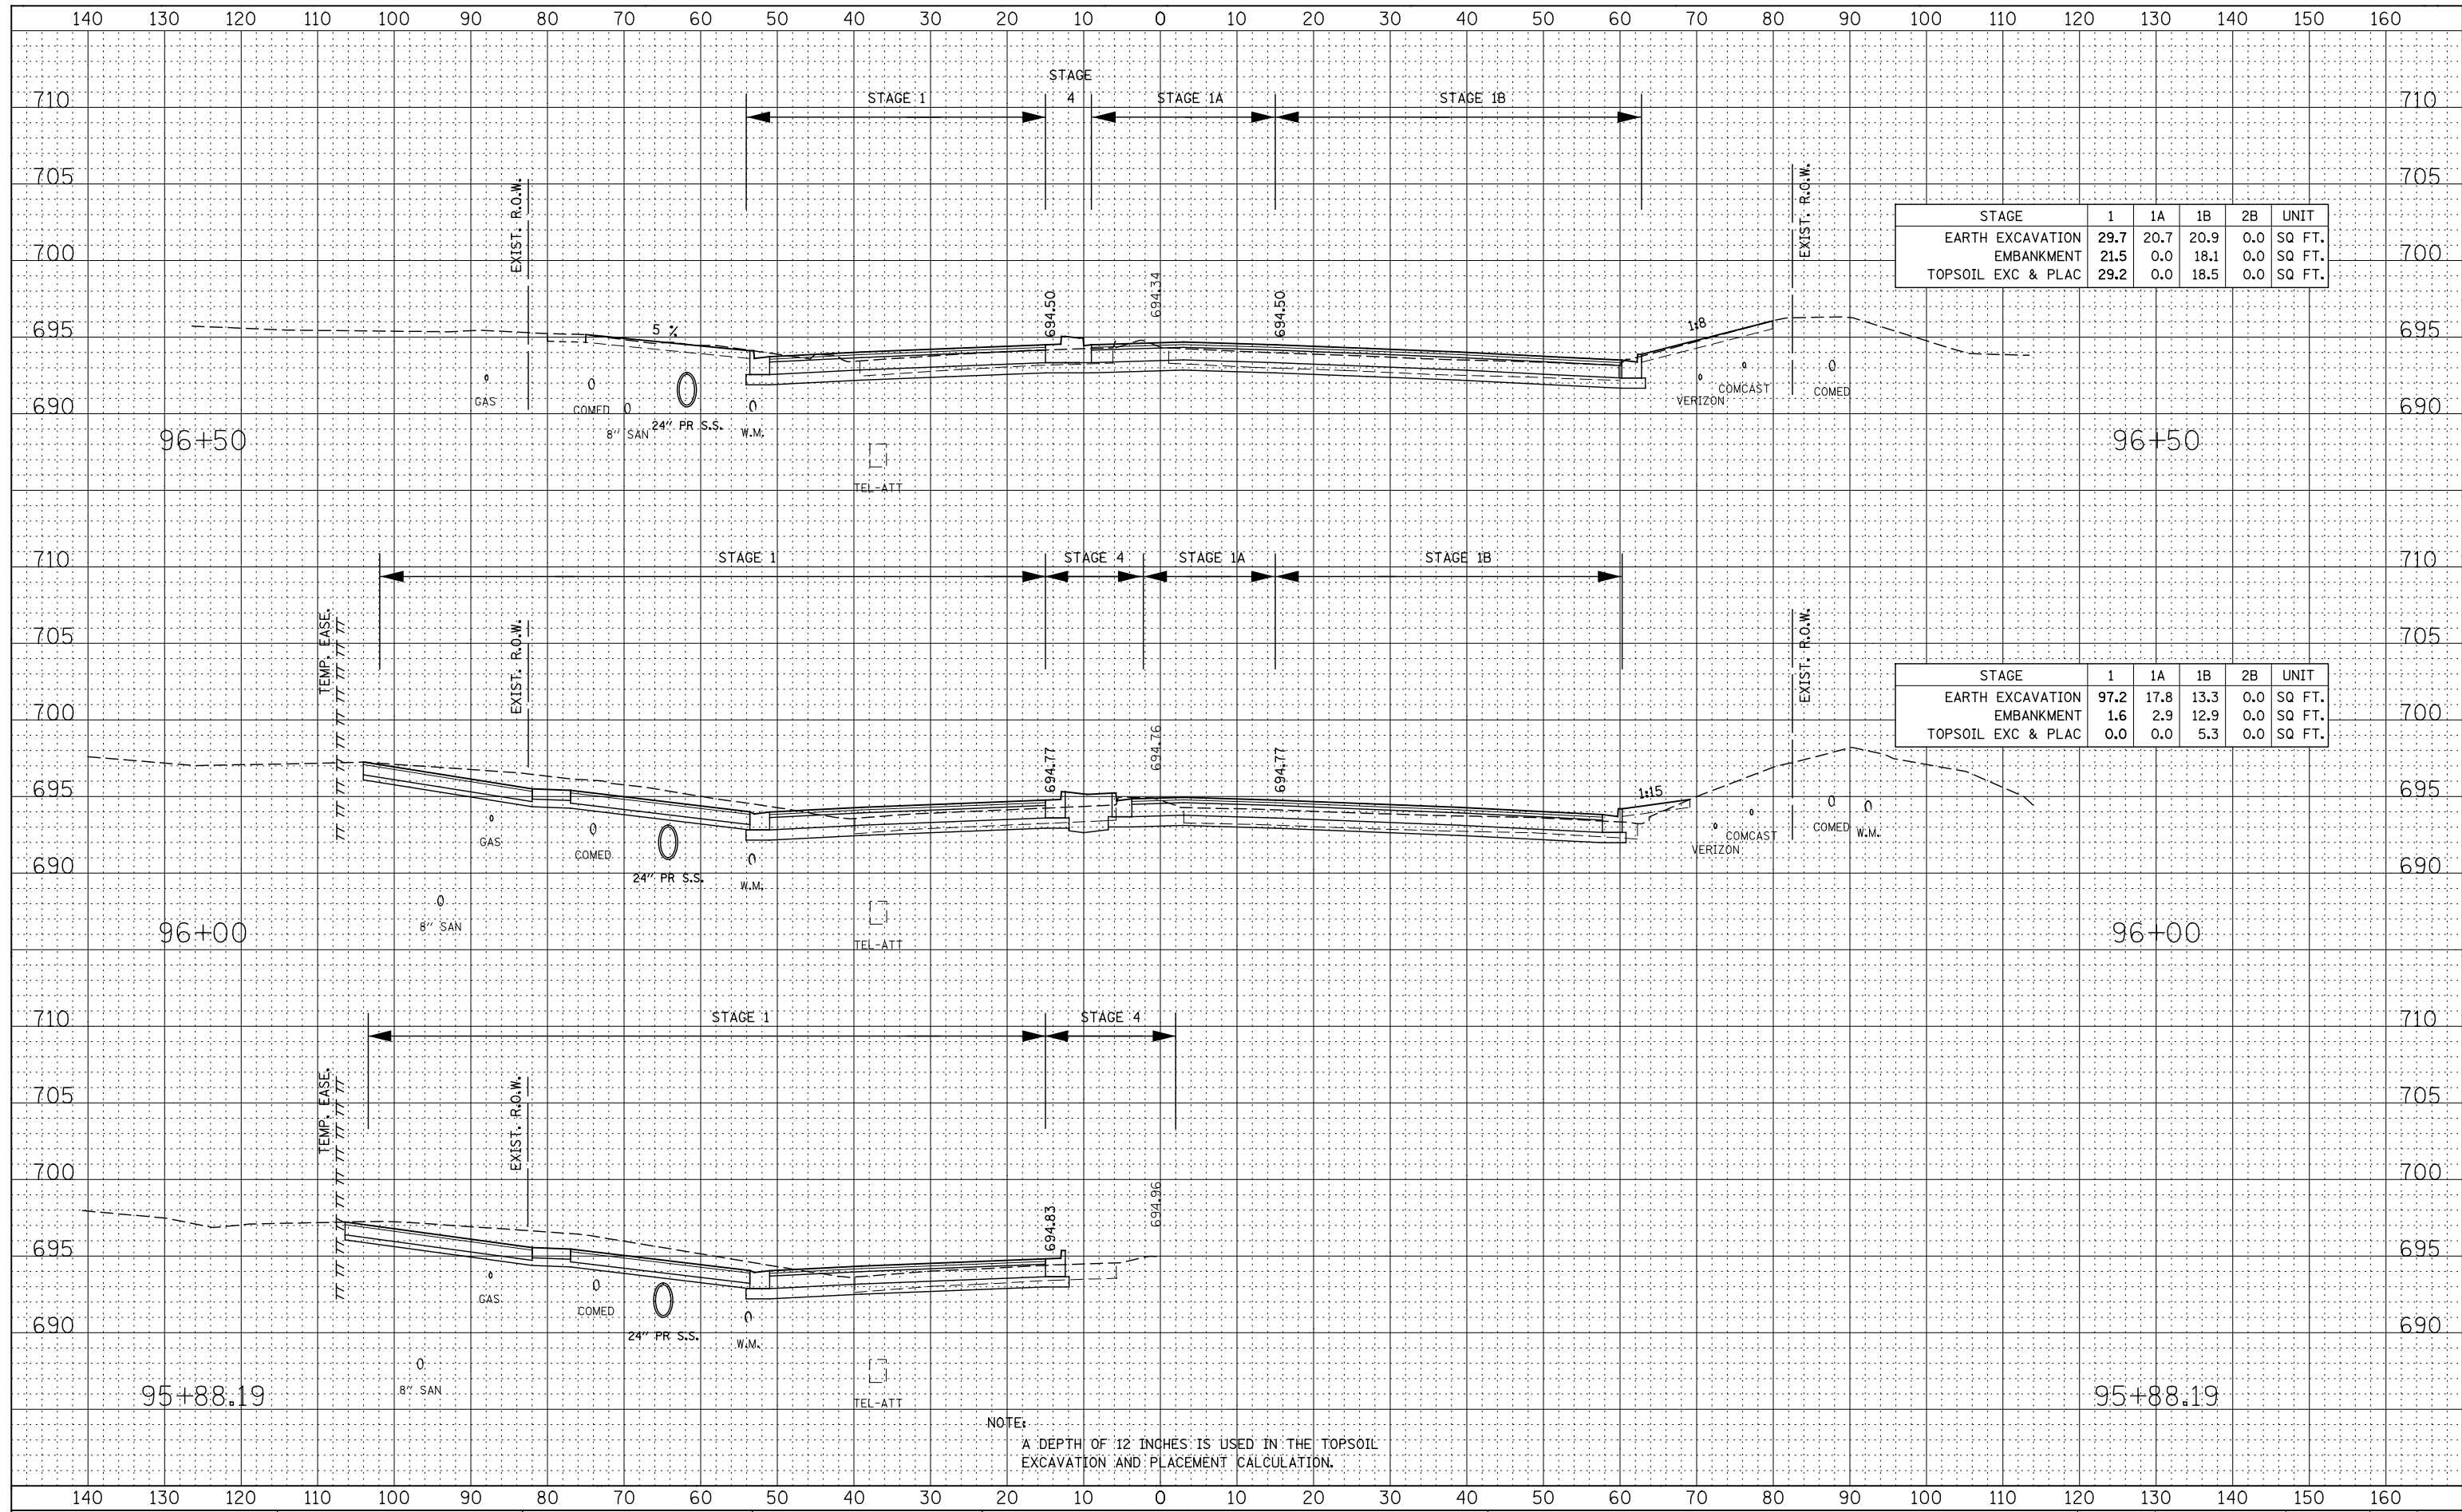 140 130 120 110 100 90 80 70 60 50 40 30 20 10 0 10 20 30 40 50 60 70 80 90 100 110 120 130 140 150 160
STAGE
STAGE 1 4 STAGE 1A STAGE 1B
710 710
705 705
EXIST. R.O.W. EXIST. R.O.W.
STAGE 1 1A 1B 2B UNIT
EARTH EXCAVATION 29.7 20.7 20.9 0.0 SQ FT.
EMBANKMENT 21.5 0.0 18.1 0.0 SQ FT.
TOPSOIL EXC & PLAC 29.2 0.0 18.5 0.0 SQ FT.
700 700
694.50 694.34 694.50
695 5 % 1:8 695
GAS COMED 8" SAN 24" PR S.S. W.M. VERIZON COMCAST COMED
690 690
96+50 96+50
TEL-ATT
STAGE 1 STAGE 4 STAGE 1A STAGE 1B
710 710
TEMP. EASE. EXIST. R.O.W. EXIST. R.O.W.
705 705
STAGE 1 1A 1B 2B UNIT
EARTH EXCAVATION 97.2 17.8 13.3 0.0 SQ FT.
EMBANKMENT 1.6 2.9 12.9 0.0 SQ FT.
TOPSOIL EXC & PLAC 0.0 0.0 5.3 0.0 SQ FT.
700 700
694.77 694.76 694.77
695 1:15 695
GAS COMED 24" PR S.S. W.M. VERIZON COMCAST COMED W.M.
690 690
8" SAN
96+00 96+00
TEL-ATT
STAGE 1 STAGE 4
710 710
TEMP. EASE. EXIST. R.O.W.
705 705
700 700
694.83 694.96
695 695
GAS COMED 24" PR S.S. W.M.
690 690
8" SAN
95+88.19 95+88.19
TEL-ATT
NOTE:
A DEPTH OF 12 INCHES IS USED IN THE TOPSOIL
EXCAVATION AND PLACEMENT CALCULATION.
140 130 120 110 100 90 80 70 60 50 40 30 20 10 0 10 20 30 40 50 60 70 80 90 100 110 120 130 140 150 160